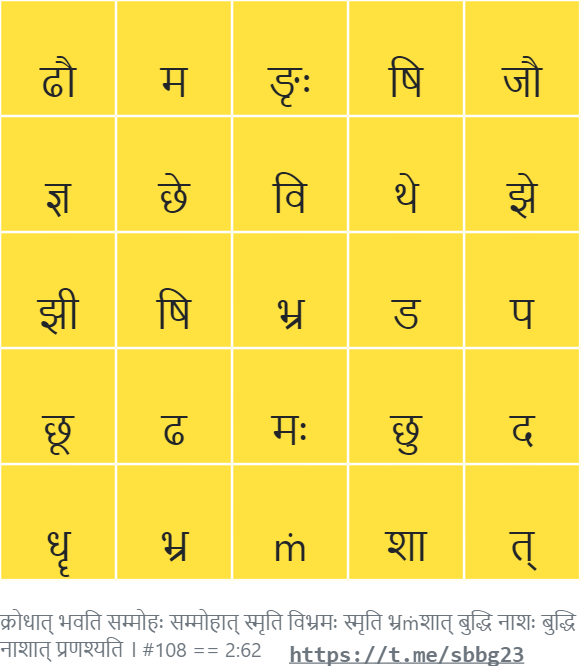 ढौ म ङृः षि जौ
ज्ञ छे वि थे झे
झी षि भ्र ड प
छू ढ मः छु द
धॄ भ्र ṁ शा त्
क्रोधात् भवति सम्मोहः सम्मोहात् स्मृति विभ्रमः स्मृति भ्रṁशात् बुद्धि नाशः बुद्धि
नाशात् प्रणश्यति । #108 == 2:62 https://t.me/sbbg23